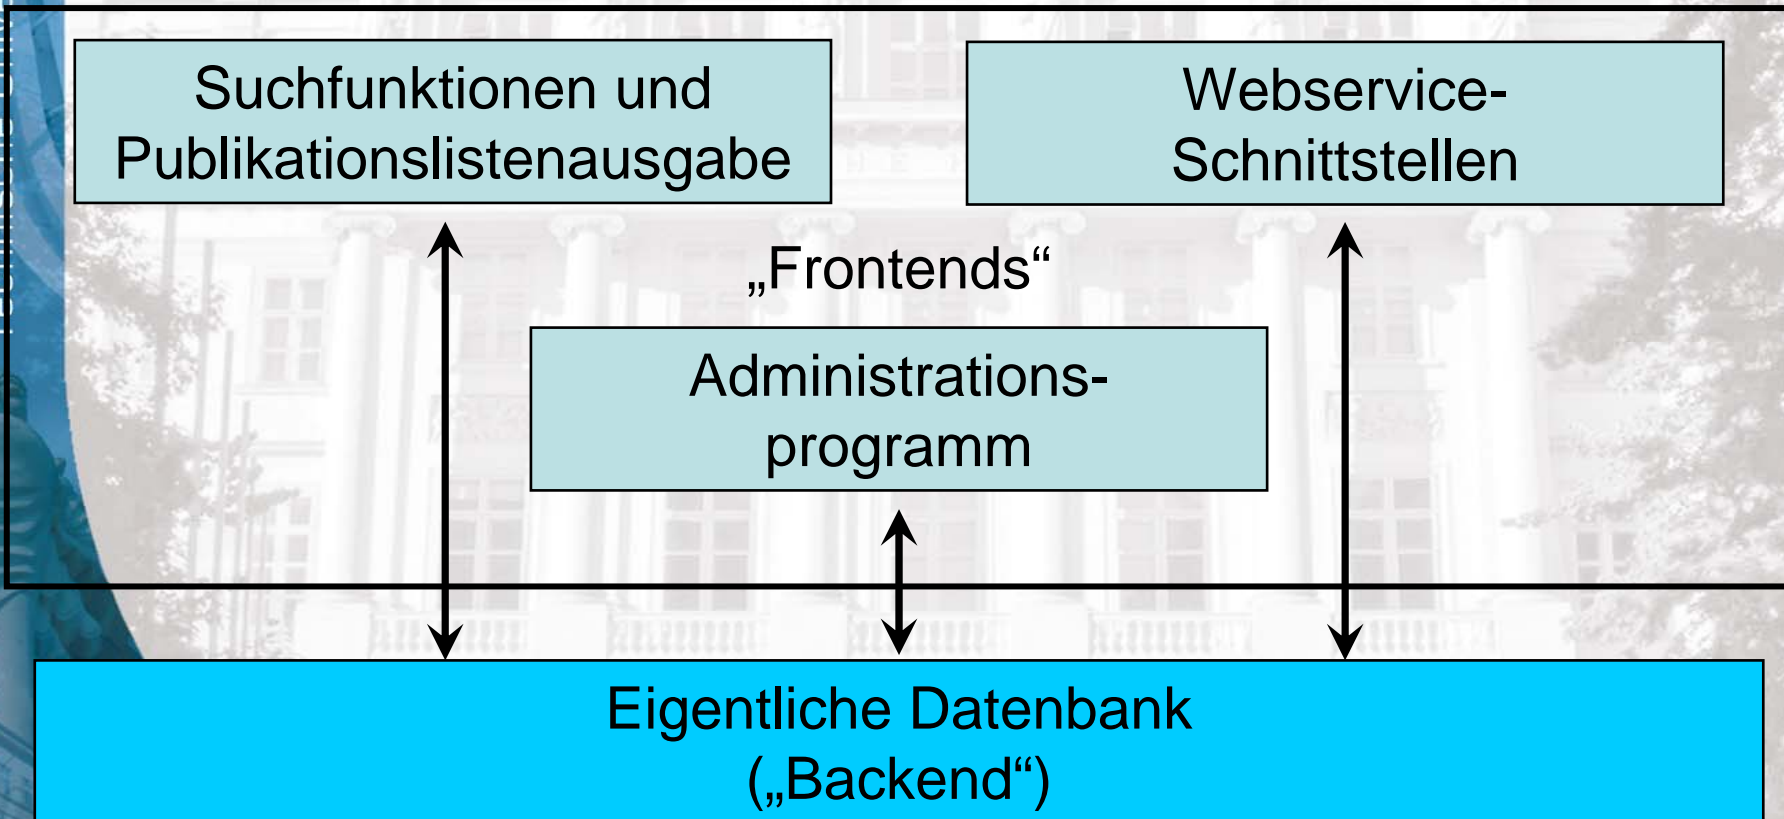 Suchfunktionen und
Publikationslistenausgabe
Webservice-
Schnittstellen
„Frontends“
Administrations-
programm
Eigentliche Datenbank
(„Backend“)